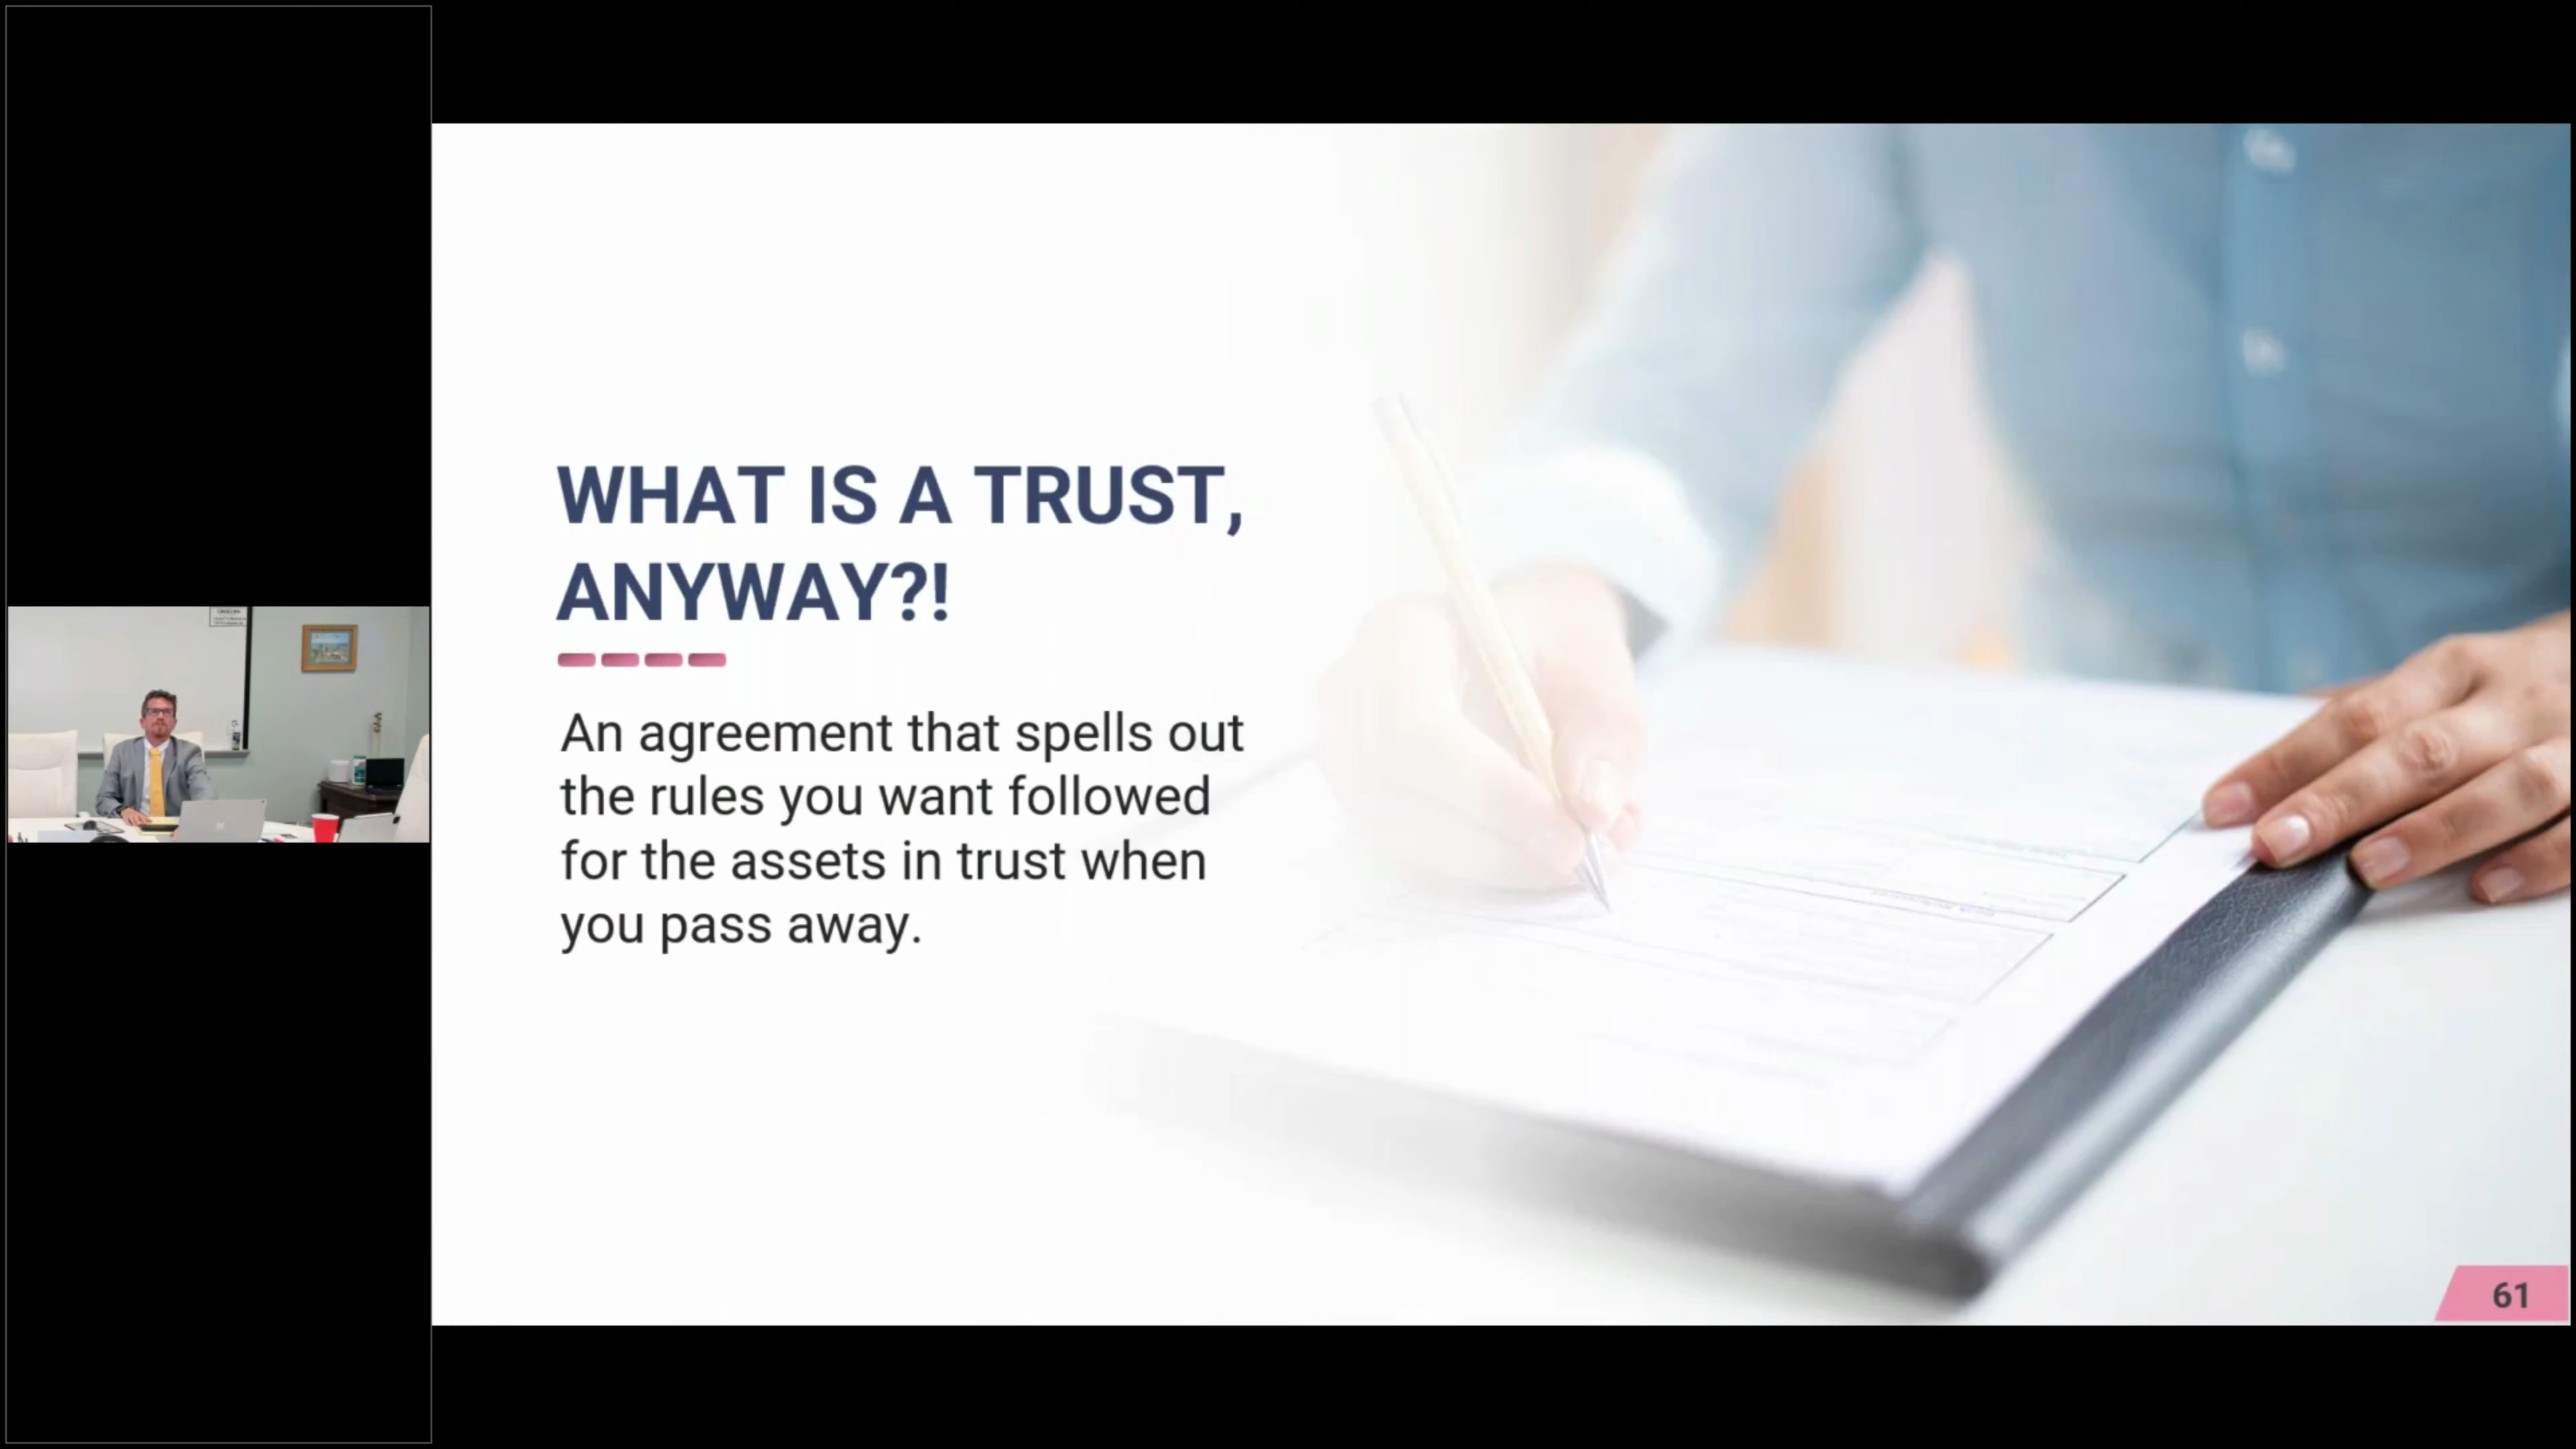 WHAT IS A TRUST,
ANYWAY?!
An agreement that spells out
the rules you want followed
for the assets in trust when
you pass away.
61